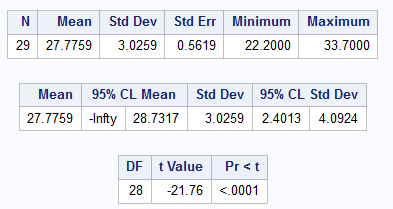 N Mean Std Dev Std Err Minimum Maximum
29 27.7759 3.0259 0.5619 22.2000 33.7000
Mean 95% CL Mean Std Dev 95% CL Std Dev
27.7759 -Infty 28.7317 3.0259 2.4013 4.0924
DF t Value Pr < t
28 -21.76 <.0001